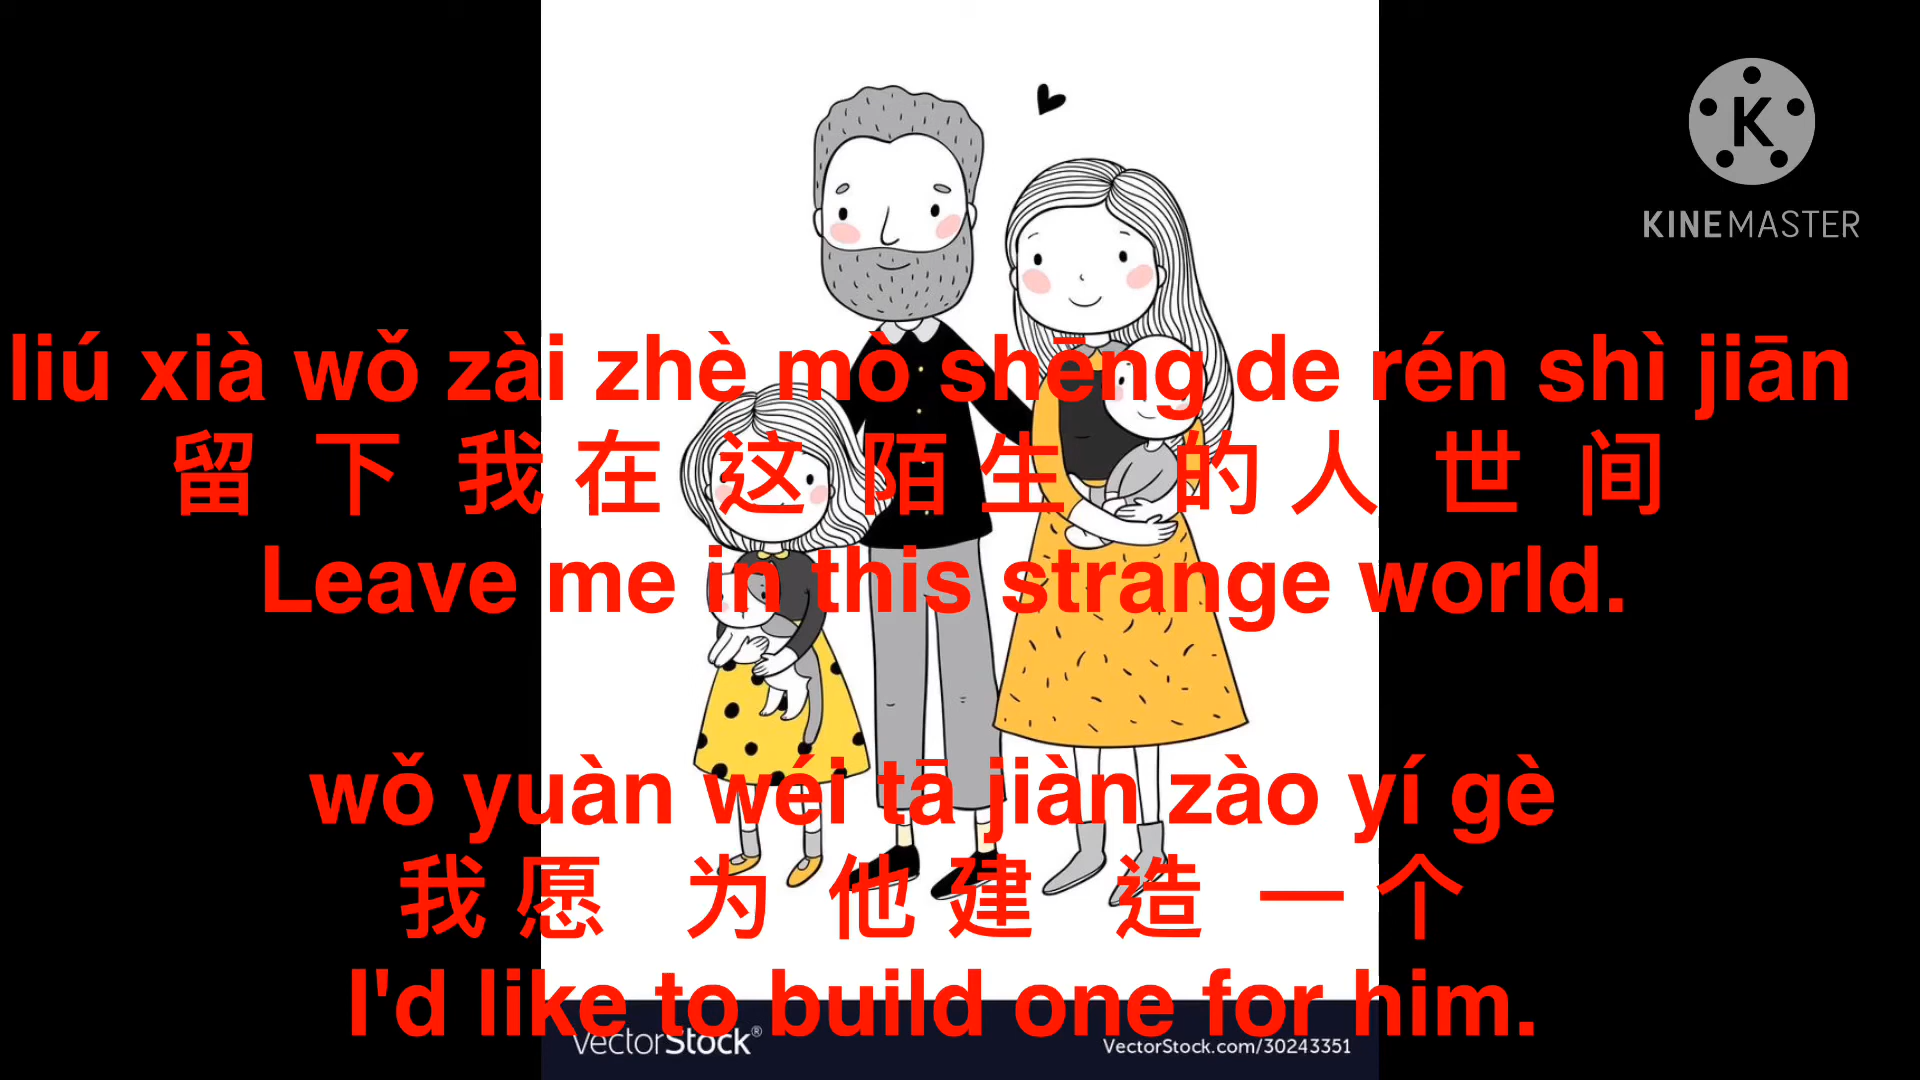 K
KINEMASTER
liú xià wǒ zài zhè mò shēng de rén shì jiān
留 下 我 在 这 陌 生 的 人 世 间
Leave me in this strange world.
wǒ yuàn wéi tā jiàn zào yí gè
我 愿 为 他 建 造 一 个
I'd like to build one for him.
VectorStock®
VectorStock.com/30243351